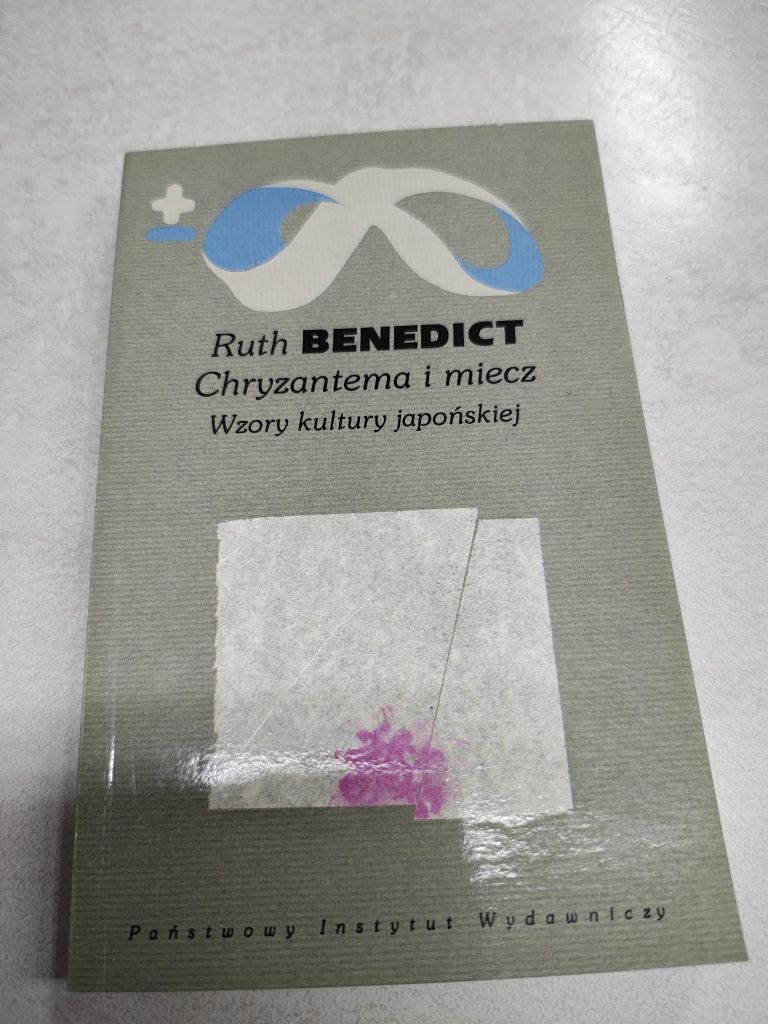 ±
Ruth BENEDICT
Chryzantema i miecz
Wzory kultury japońskiej
Państwowy Instytut Wydawniczy